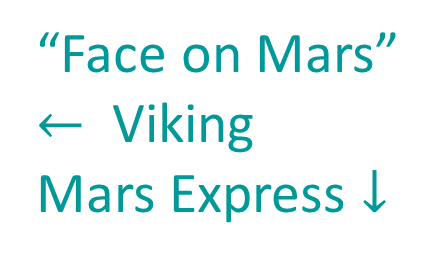 “Face on Mars”
← Viking
Mars Express ↓